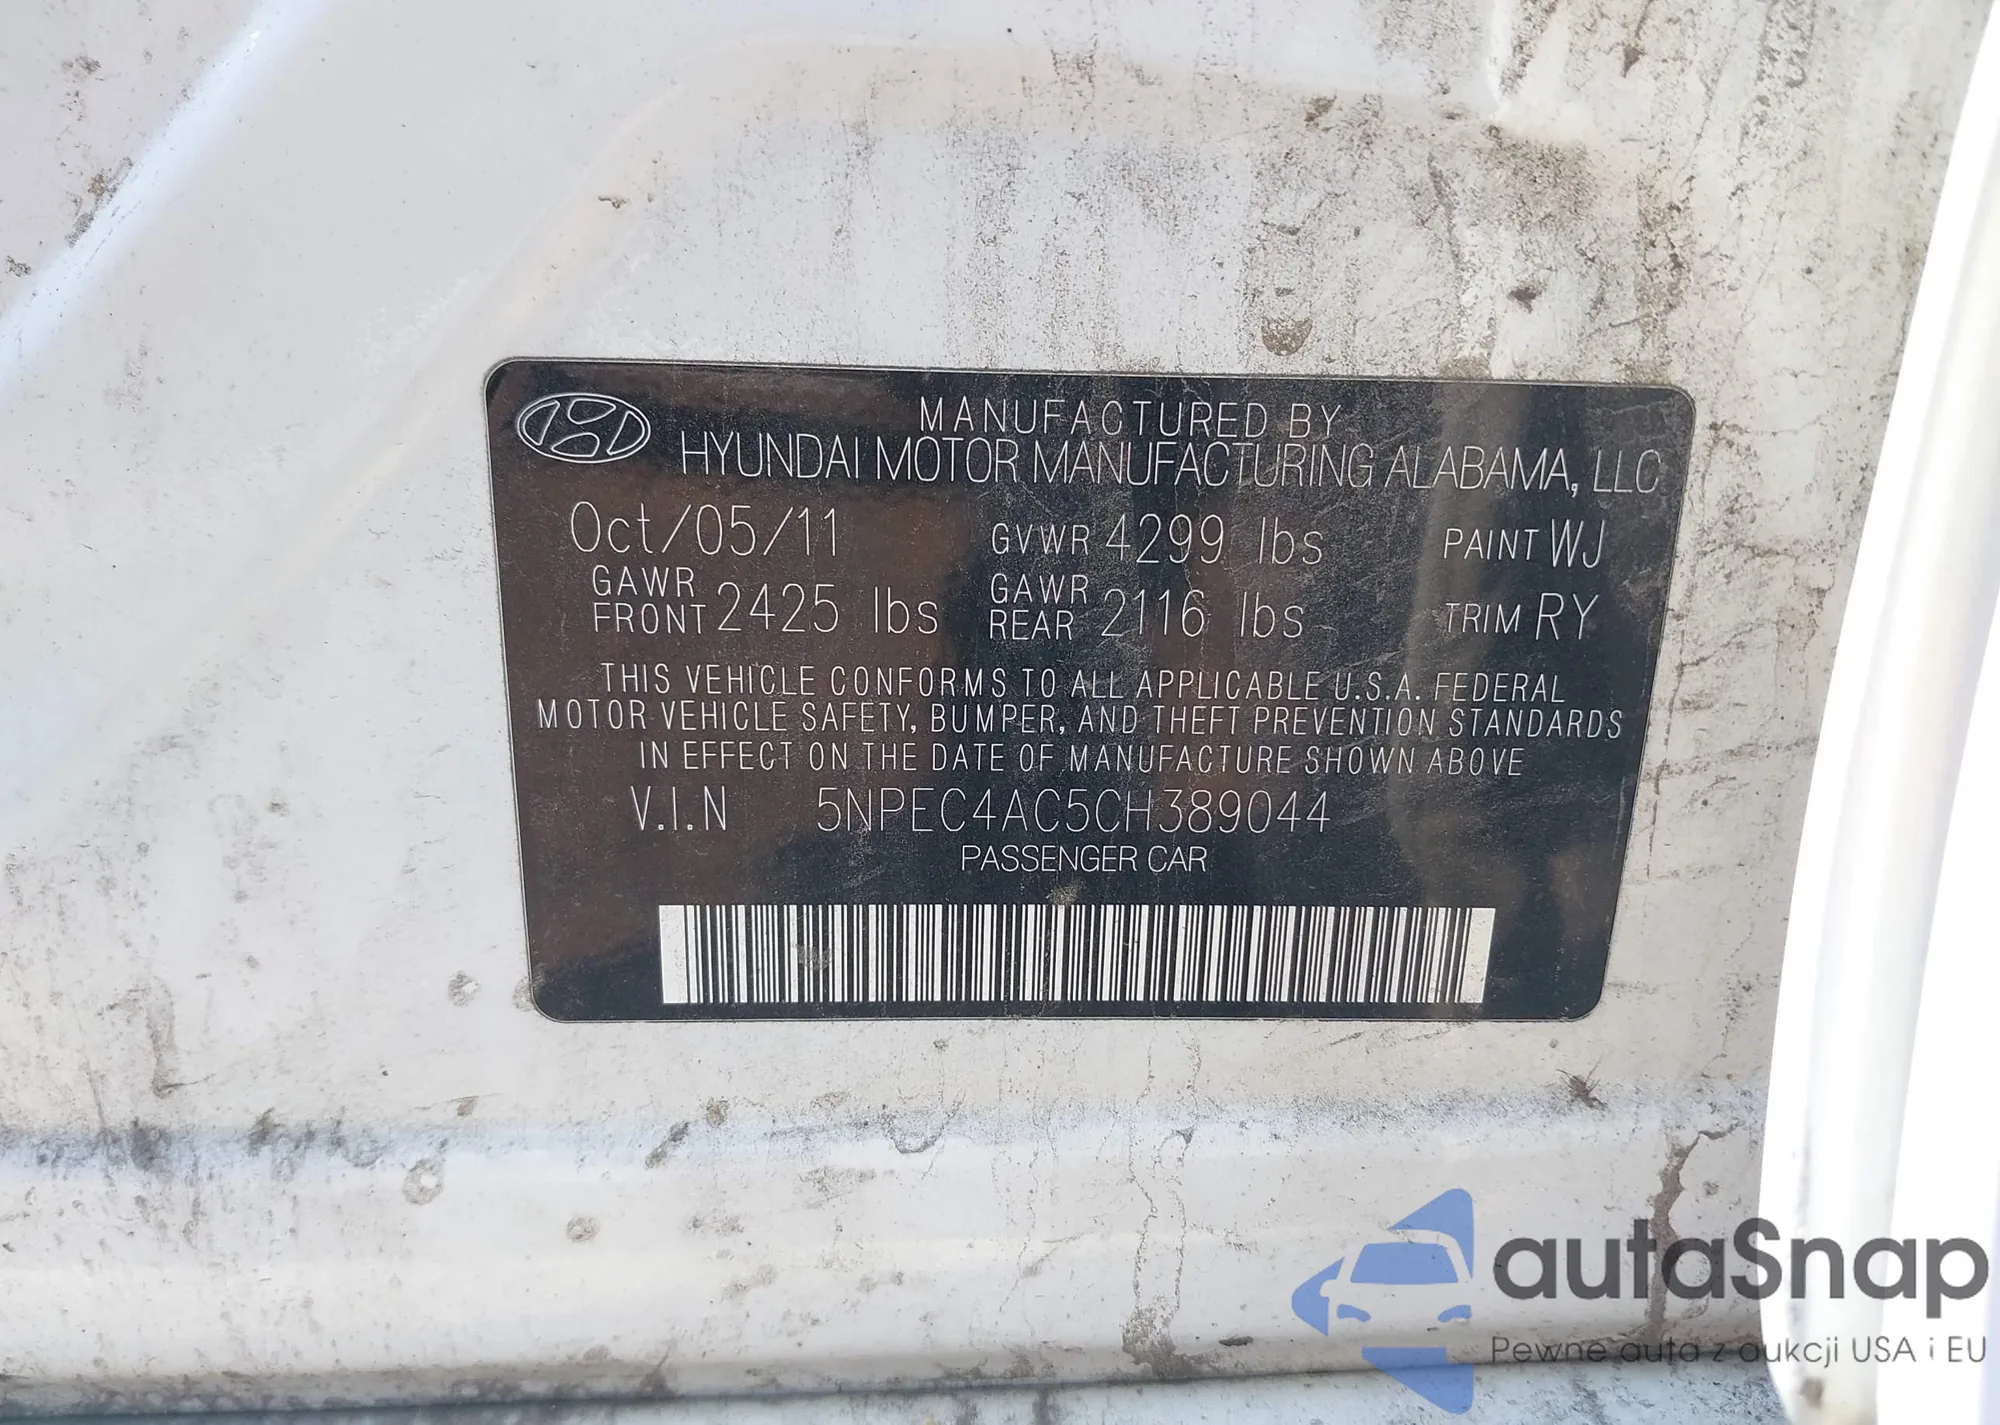 MANUFACTURED BY
HYUNDAI MOTOR MANUFACTURING ALABAMA, LLC
Oct/05/11 GVWR 4299 lbs PAINT WJ
GAWR FRONT 2425 lbs GAWR REAR 2116 lbs TRIM RY
THIS VEHICLE CONFORMS TO ALL APPLICABLE U.S.A. FEDERAL
MOTOR VEHICLE SAFETY, BUMPER, AND THEFT PREVENTION STANDARDS
IN EFFECT ON THE DATE OF MANUFACTURE SHOWN ABOVE
V.I.N 5NPEC4AC5CH389044
PASSENGER CAR
autaSnap
Pewne auta z aukcji USA i EU